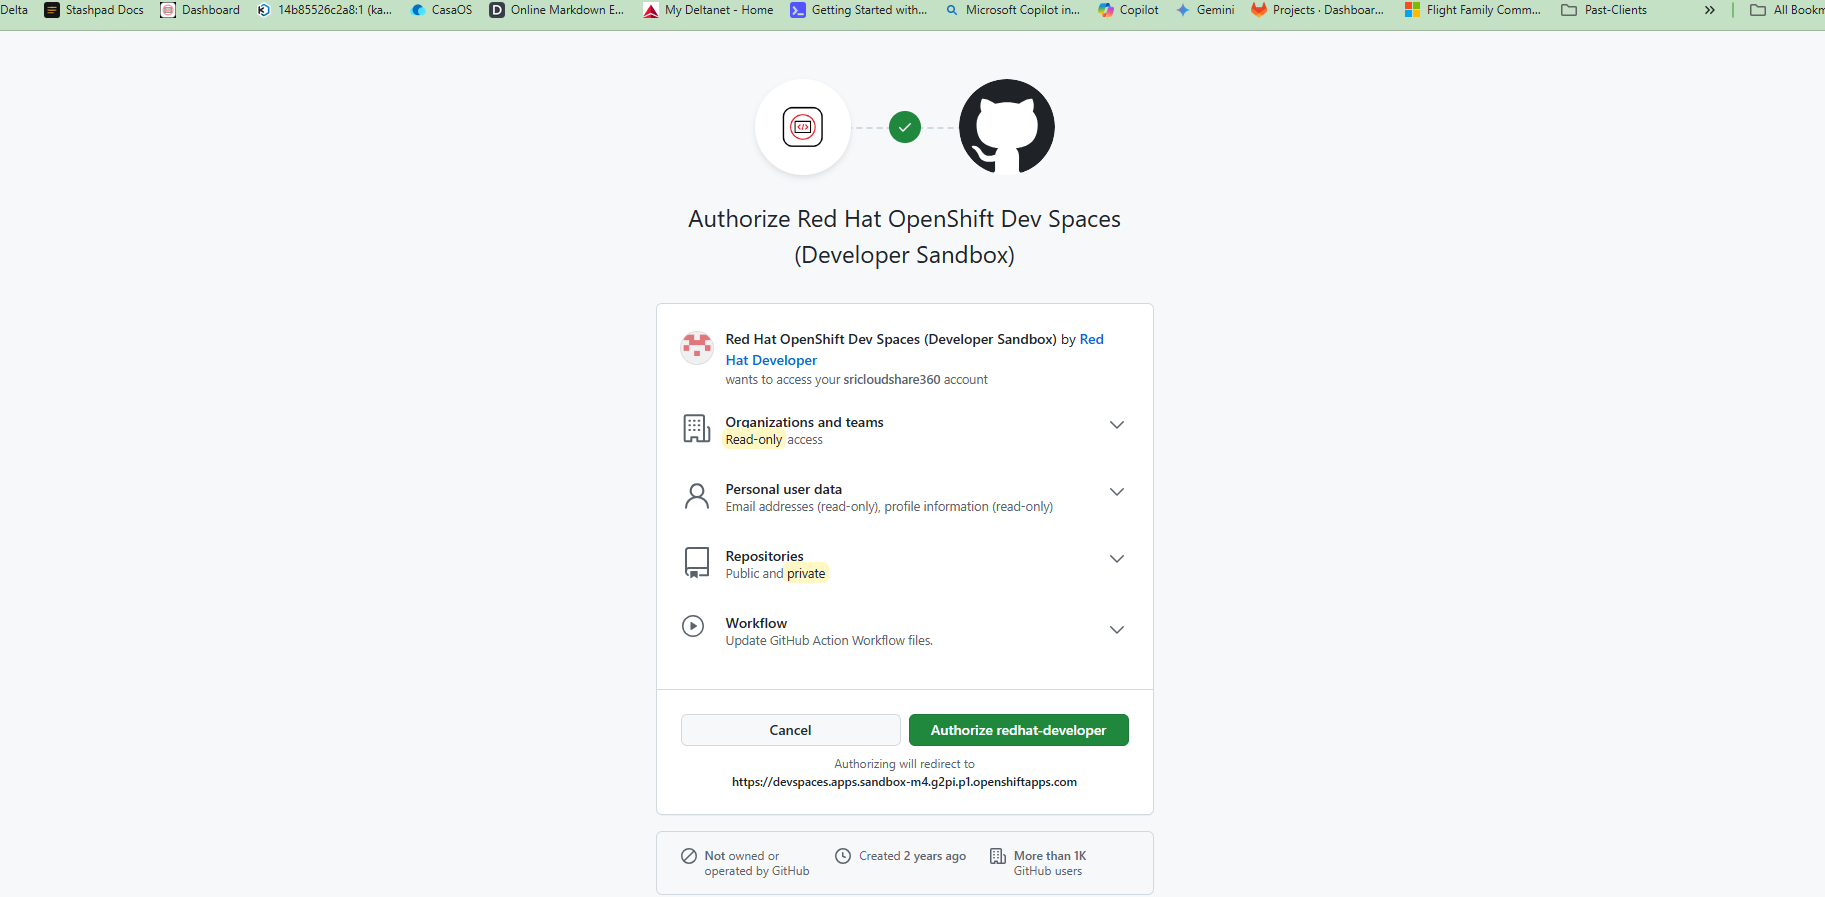 Delta Stashpad Docs Dashboard 14b85526c2a8:1 (ka... CasaOS Online Markdown E... My Deltanet - Home Getting Started with... Microsoft Copilot in... Copilot Gemini Projects · Dashboar... Flight Family Comm... Past-Clients » All Bookm
Authorize Red Hat OpenShift Dev Spaces
(Developer Sandbox)
Red Hat OpenShift Dev Spaces (Developer Sandbox) by Red
Hat Developer
wants to access your sricloudshare360 account
Organizations and teams
Read-only access
Personal user data
Email addresses (read-only), profile information (read-only)
Repositories
Public and private
Workflow
Update GitHub Action Workflow files.
Cancel Authorize redhat-developer
Authorizing will redirect to
https://devspaces.apps.sandbox-m4.g2pi.p1.openshiftapps.com
Not owned or Created 2 years ago More than 1K
operated by GitHub GitHub users